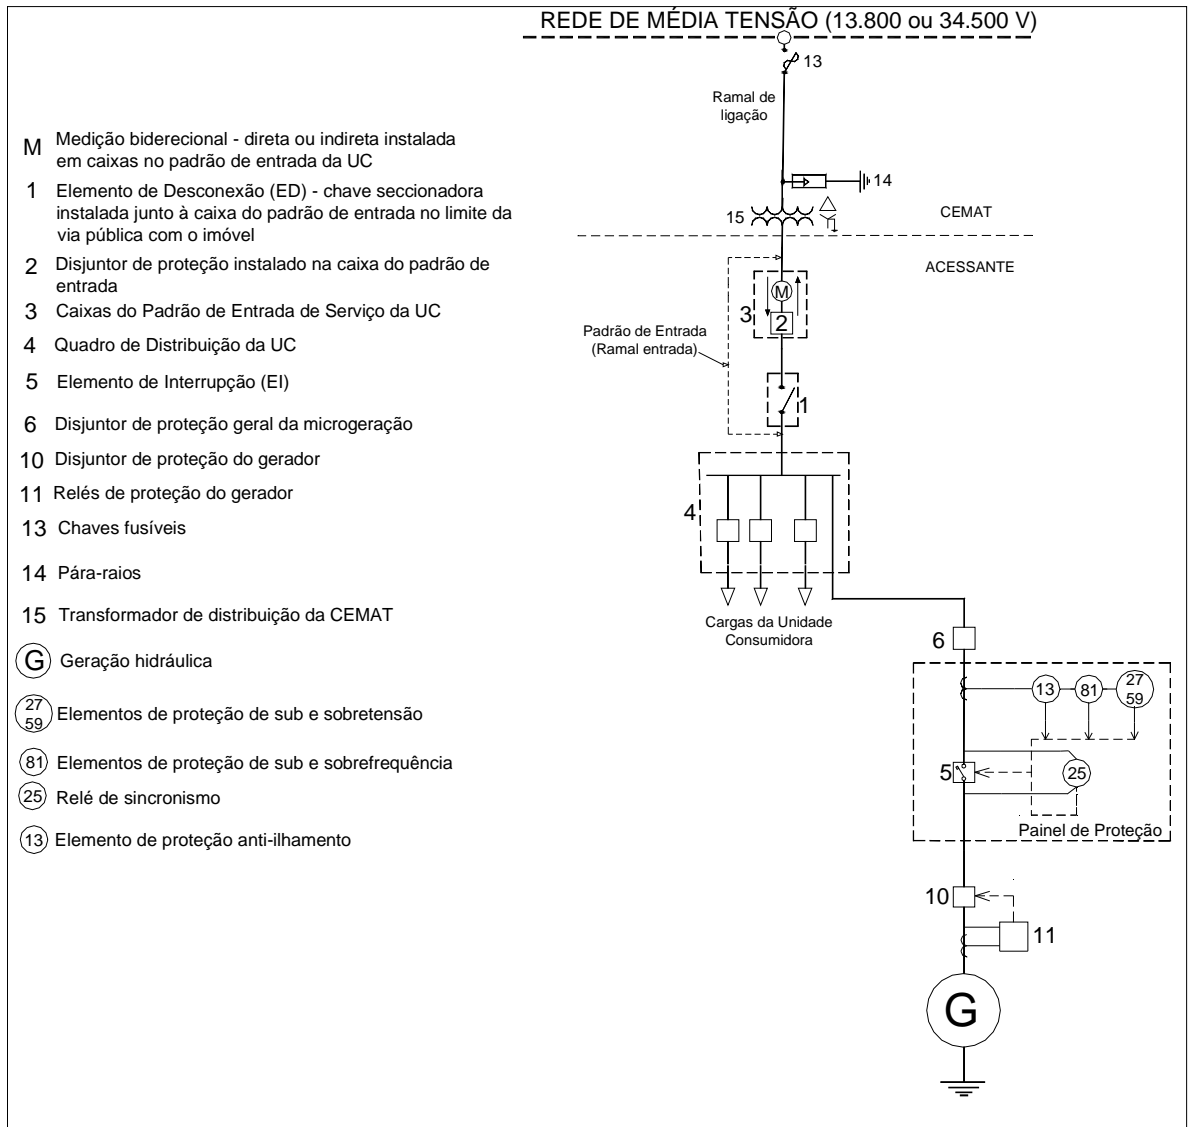 REDE DE MÉDIA TENSÃO (13.800 ou 34.500 V)
13
Ramal de
ligação
14
15
CEMAT
ACESSANTE
M
3
2
Padrão de Entrada
(Ramal entrada)
1
4
Cargas da Unidade
Consumidora
6
13
81
27
59
5
25
Painel de Proteção
10
11
G
M Medição biderecional - direta ou indireta instalada
em caixas no padrão de entrada da UC
1 Elemento de Desconexão (ED) - chave seccionadora
instalada junto à caixa do padrão de entrada no limite da
via pública com o imóvel
2 Disjuntor de proteção instalado na caixa do padrão de
entrada
3 Caixas do Padrão de Entrada de Serviço da UC
4 Quadro de Distribuição da UC
5 Elemento de Interrupção (EI)
6 Disjuntor de proteção geral da microgeração
10 Disjuntor de proteção do gerador
11 Relés de proteção do gerador
13 Chaves fusíveis
14 Pára-raios
15 Transformador de distribuição da CEMAT
G Geração hidráulica
27
59 Elementos de proteção de sub e sobretensão
81 Elementos de proteção de sub e sobrefrequência
25 Relé de sincronismo
13 Elemento de proteção anti-ilhamento